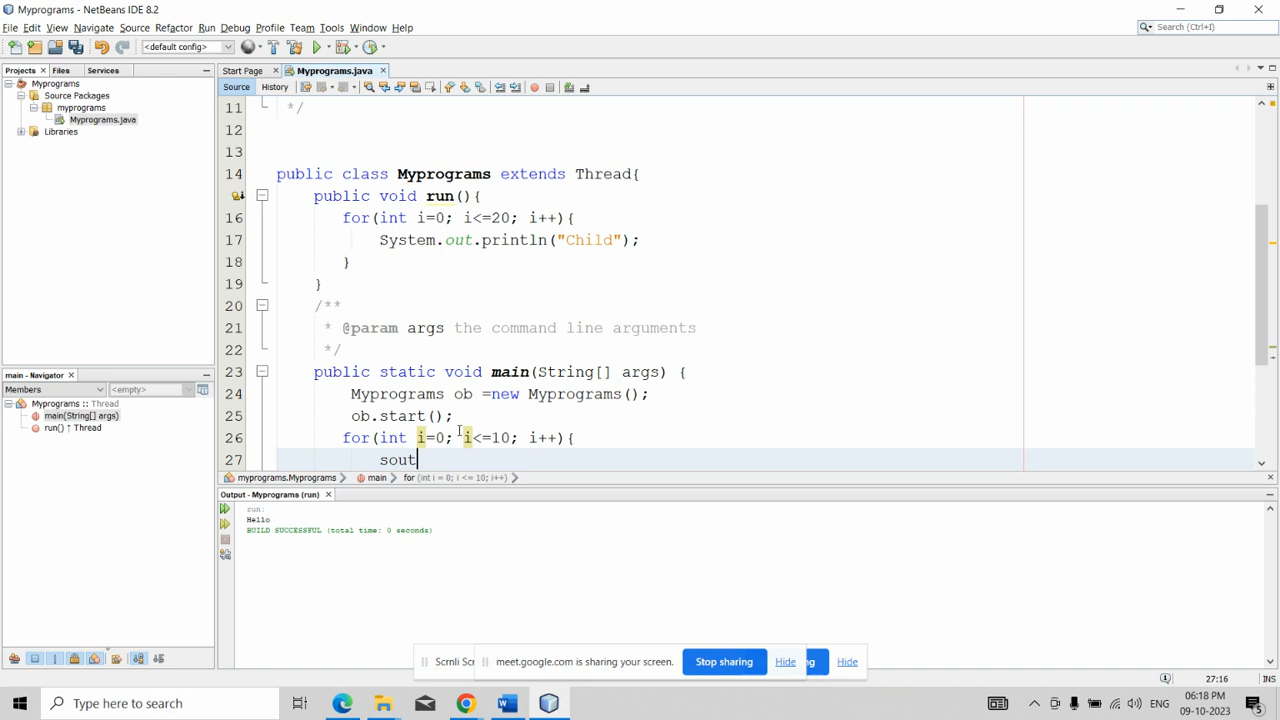 Myprograms - NetBeans IDE 8.2
File Edit View Navigate Source Refactor Run Debug Profile Team Tools Window Help
Search (Ctrl+I)
<default config>
Projects Files Services
Start Page Myprograms.java
Myprograms
Source Packages
myprograms
Myprograms.java
Libraries
Source History
11 */
12
13
14 public class Myprograms extends Thread{
public void run(){
16 for(int i=0; i<=20; i++){
17 System.out.println("Child");
18 }
19 }
20 /**
21 * @param args the command line arguments
22 */
23 public static void main(String[] args) {
24 Myprograms ob =new Myprograms();
25 ob.start();
26 for(int i=0; i<=10; i++){
27 sout
main - Navigator
Members <empty>
Myprograms :: Thread
main(String[] args)
run() ↑ Thread
myprograms.Myprograms main for (int i = 0; i <= 10; i++)
Output - Myprograms (run)
run:
Hello
BUILD SUCCESSFUL (total time: 0 seconds)
Scrnli Scr
meet.google.com is sharing your screen. Stop sharing Hide
ng Hide
27:16
Type here to search
ENG
06:18 PM
09-10-2023
5